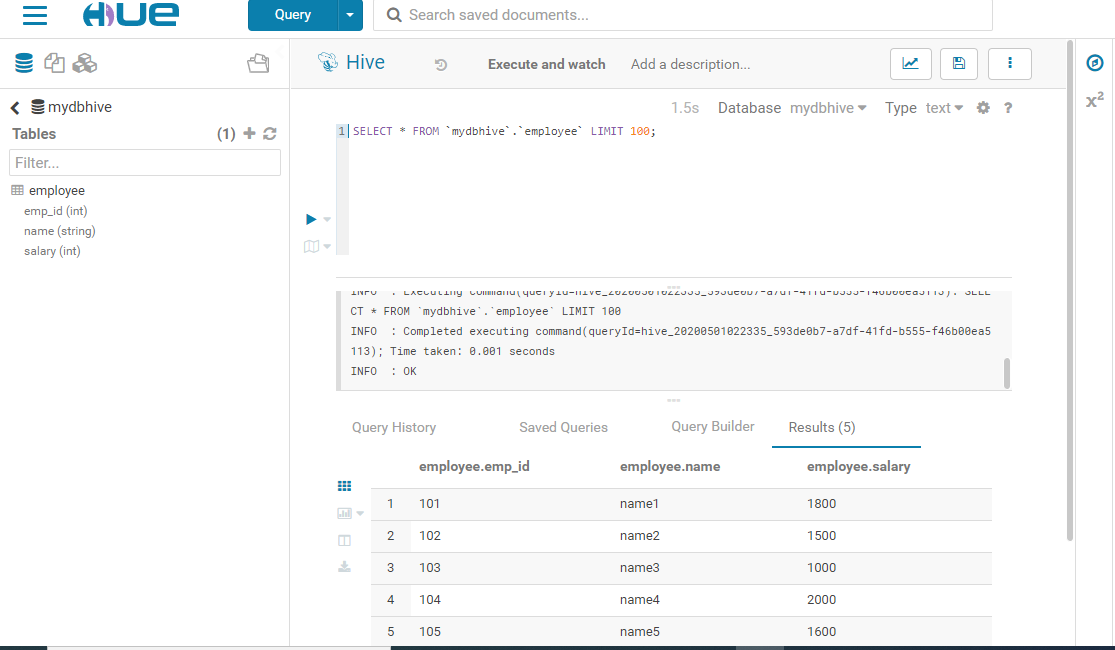 HUE
Query
Search saved documents...
Hive
Execute and watch
Add a description...
mydbhive
Tables (1)
Filter...
employee
emp_id (int)
name (string)
salary (int)
1.5s Database mydbhive Type text ?
1 SELECT * FROM `mydbhive`.`employee` LIMIT 100;
INFO : Executing command(queryId=hive_20200501022335_593de0b7-a7df-41fd-b555-f46b00ea5113): SELE
CT * FROM `mydbhive`.`employee` LIMIT 100
INFO : Completed executing command(queryId=hive_20200501022335_593de0b7-a7df-41fd-b555-f46b00ea5
113); Time taken: 0.001 seconds
INFO : OK
Query History Saved Queries Query Builder Results (5)
employee.emp_id employee.name employee.salary
1 101 name1 1800
2 102 name2 1500
3 103 name3 1000
4 104 name4 2000
5 105 name5 1600
x²